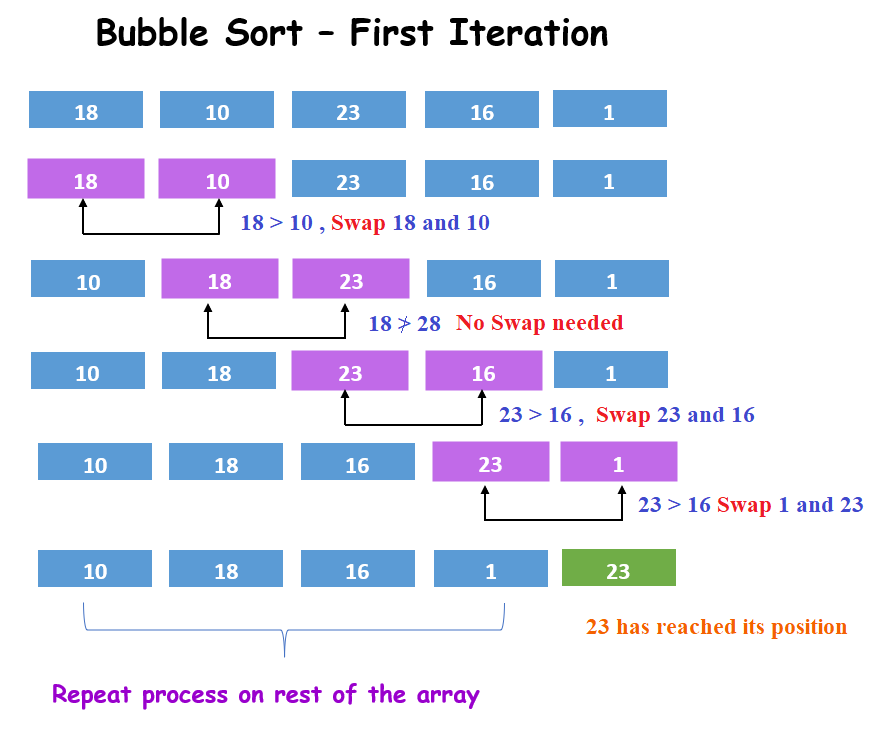 Bubble Sort – First Iteration
18 10 23 16 1
18 10 23 16 1
18 > 10 , Swap 18 and 10
10 18 23 16 1
18 ≯ 28 No Swap needed
10 18 23 16 1
23 > 16 , Swap 23 and 16
10 18 16 23 1
23 > 16 Swap 1 and 23
10 18 16 1 23
23 has reached its position
Repeat process on rest of the array